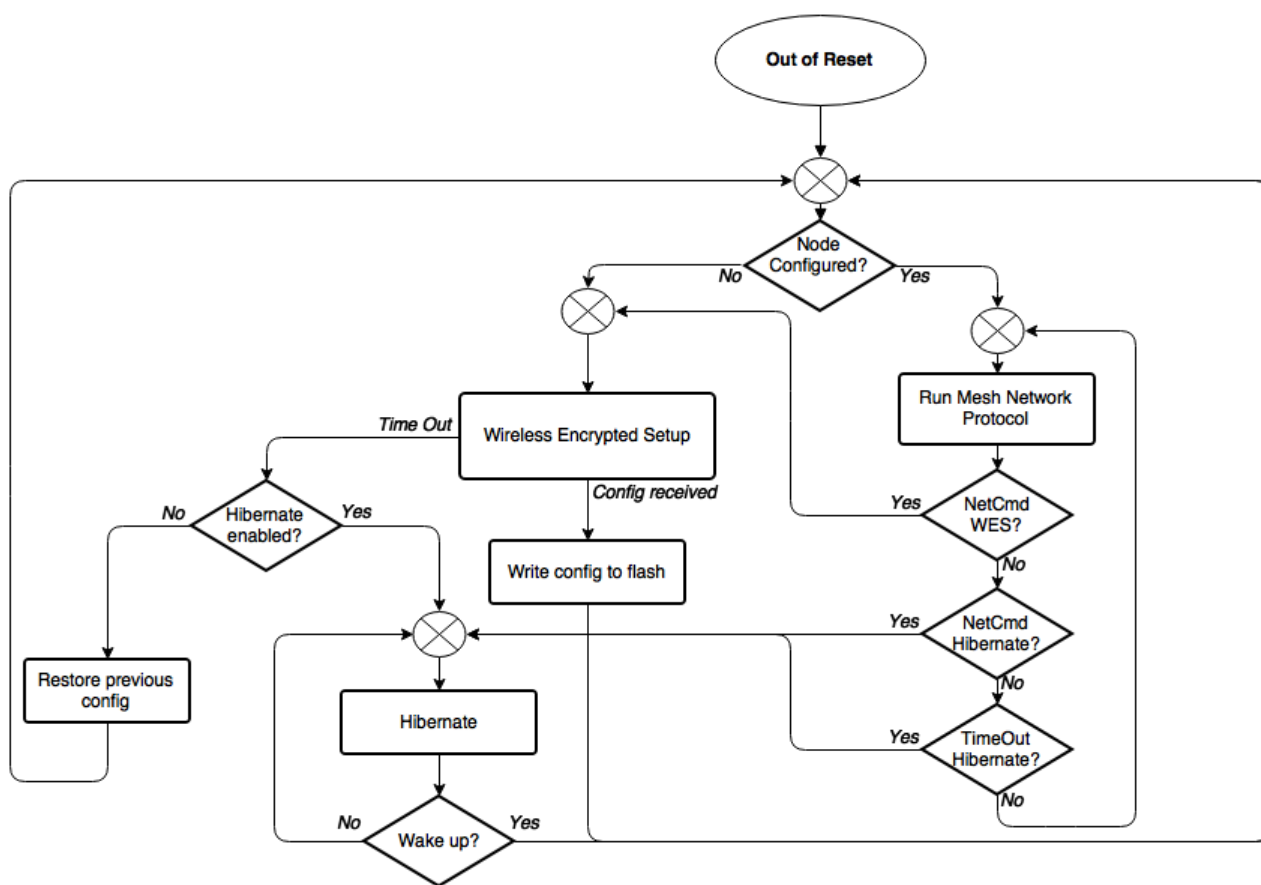 Out of Reset
Node
Configured?
No
Yes
Run Mesh Network
Protocol
Time Out
Wireless Encrypted Setup
Config received
No
Hibernate
enabled?
Yes
Yes
NetCmd
WES?
No
Write config to flash
Yes
NetCmd
Hibernate?
No
Restore previous
config
Hibernate
Yes
TimeOut
Hibernate?
No
No
Wake up?
Yes